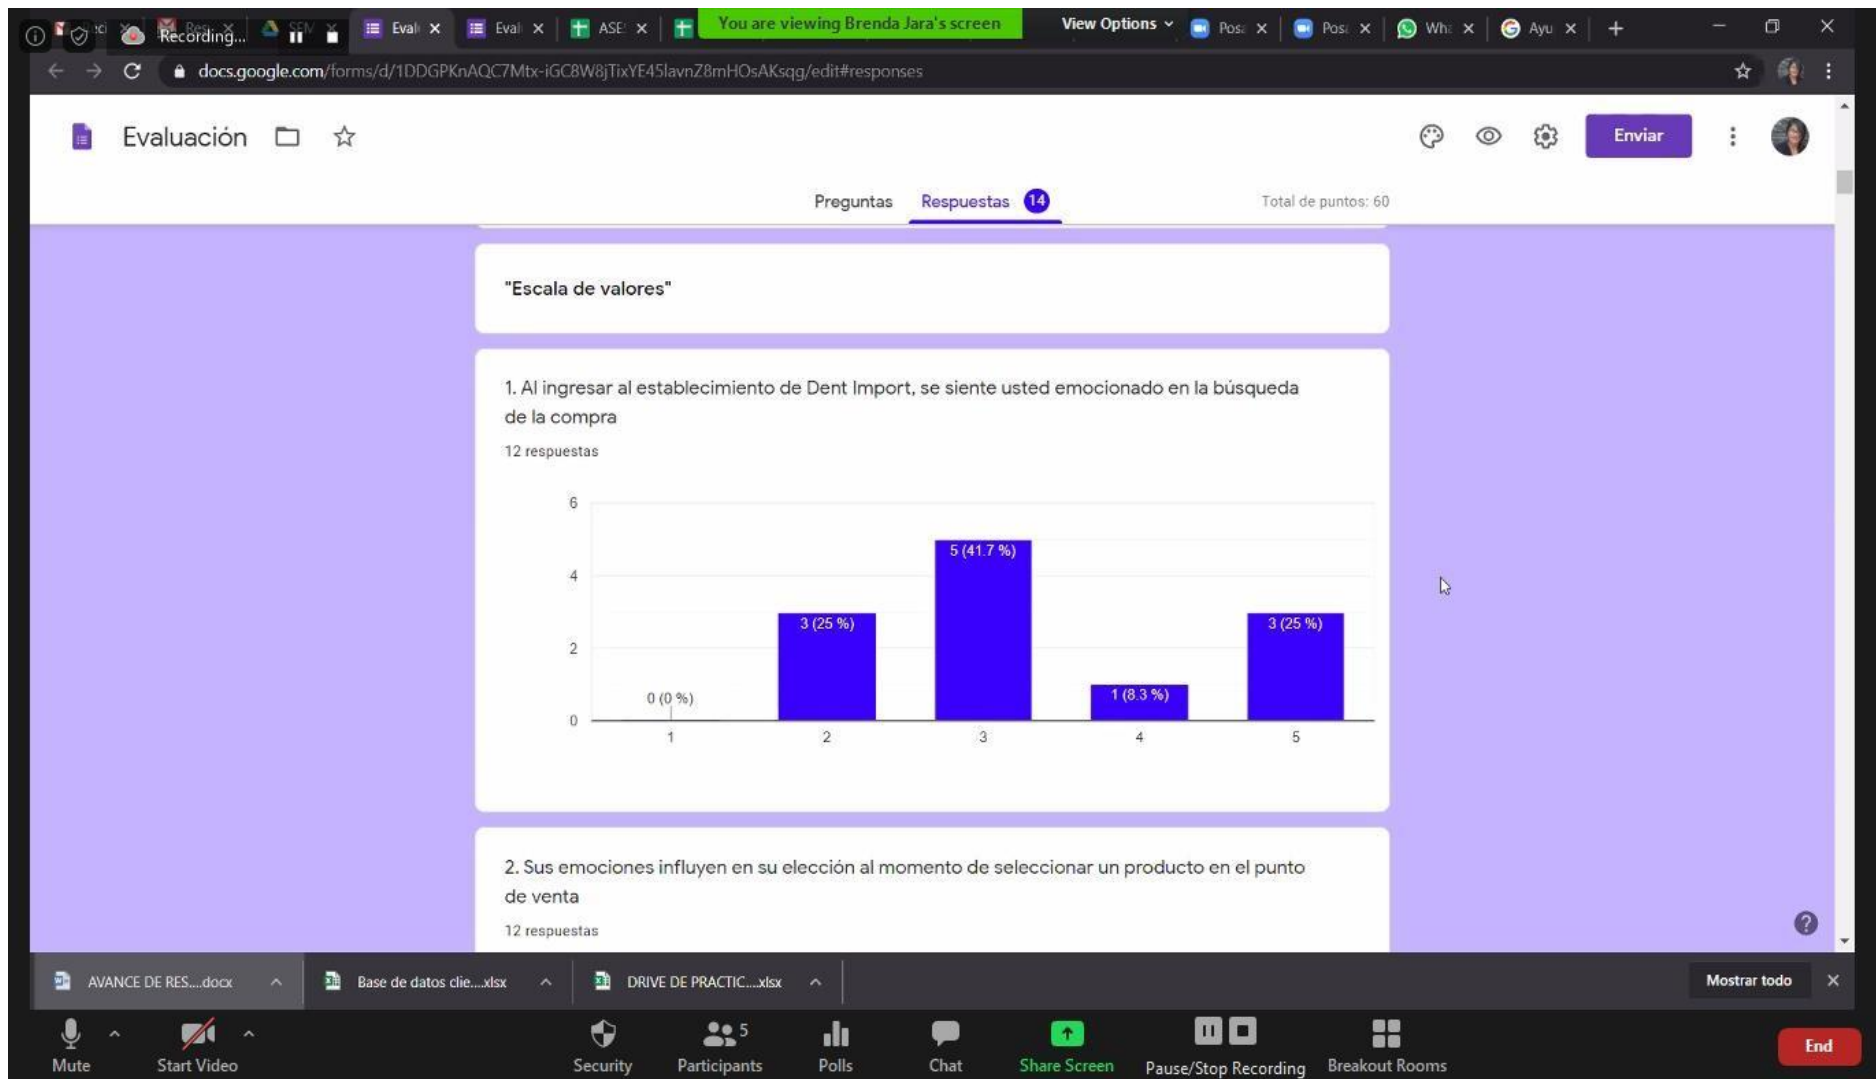 Recording...
Eval
Eval
ASE
You are viewing Brenda Jara's screen
View Options
Pos
Pos
Wh
Ayu
docs.google.com/forms/d/1DDGPKnAQC7Mtx-iGC8W8jTixYE45lavnZ8mHOsAKsqg/edit#responses
Evaluación
Enviar
Preguntas Respuestas 14
Total de puntos: 60
"Escala de valores"
1. Al ingresar al establecimiento de Dent Import, se siente usted emocionado en la búsqueda
de la compra
12 respuestas
6
4
2
0
0 (0 %)
3 (25 %)
5 (41.7 %)
1 (8.3 %)
3 (25 %)
1 2 3 4 5
2. Sus emociones influyen en su elección al momento de seleccionar un producto en el punto
de venta
12 respuestas
AVANCE DE RES....docx
Base de datos clie....xlsx
DRIVE DE PRACTIC....xlsx
Mostrar todo
Mute
Start Video
Security
Participants 5
Polls
Chat
Share Screen
Pause/Stop Recording
Breakout Rooms
End